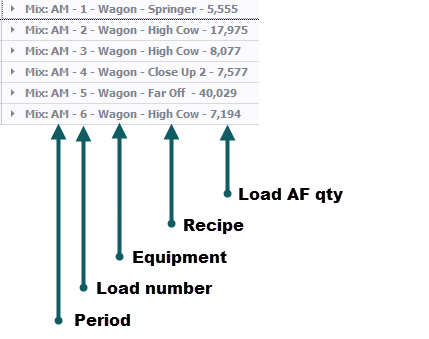 Mix: AM - 1 - Wagon - Springer - 5,555
Mix: AM - 2 - Wagon - High Cow - 17,975
Mix: AM - 3 - Wagon - High Cow - 8,077
Mix: AM - 4 - Wagon - Close Up 2 - 7,577
Mix: AM - 5 - Wagon - Far Off - 40,029
Mix: AM - 6 - Wagon - High Cow - 7,194
Load AF qty
Recipe
Equipment
Load number
Period